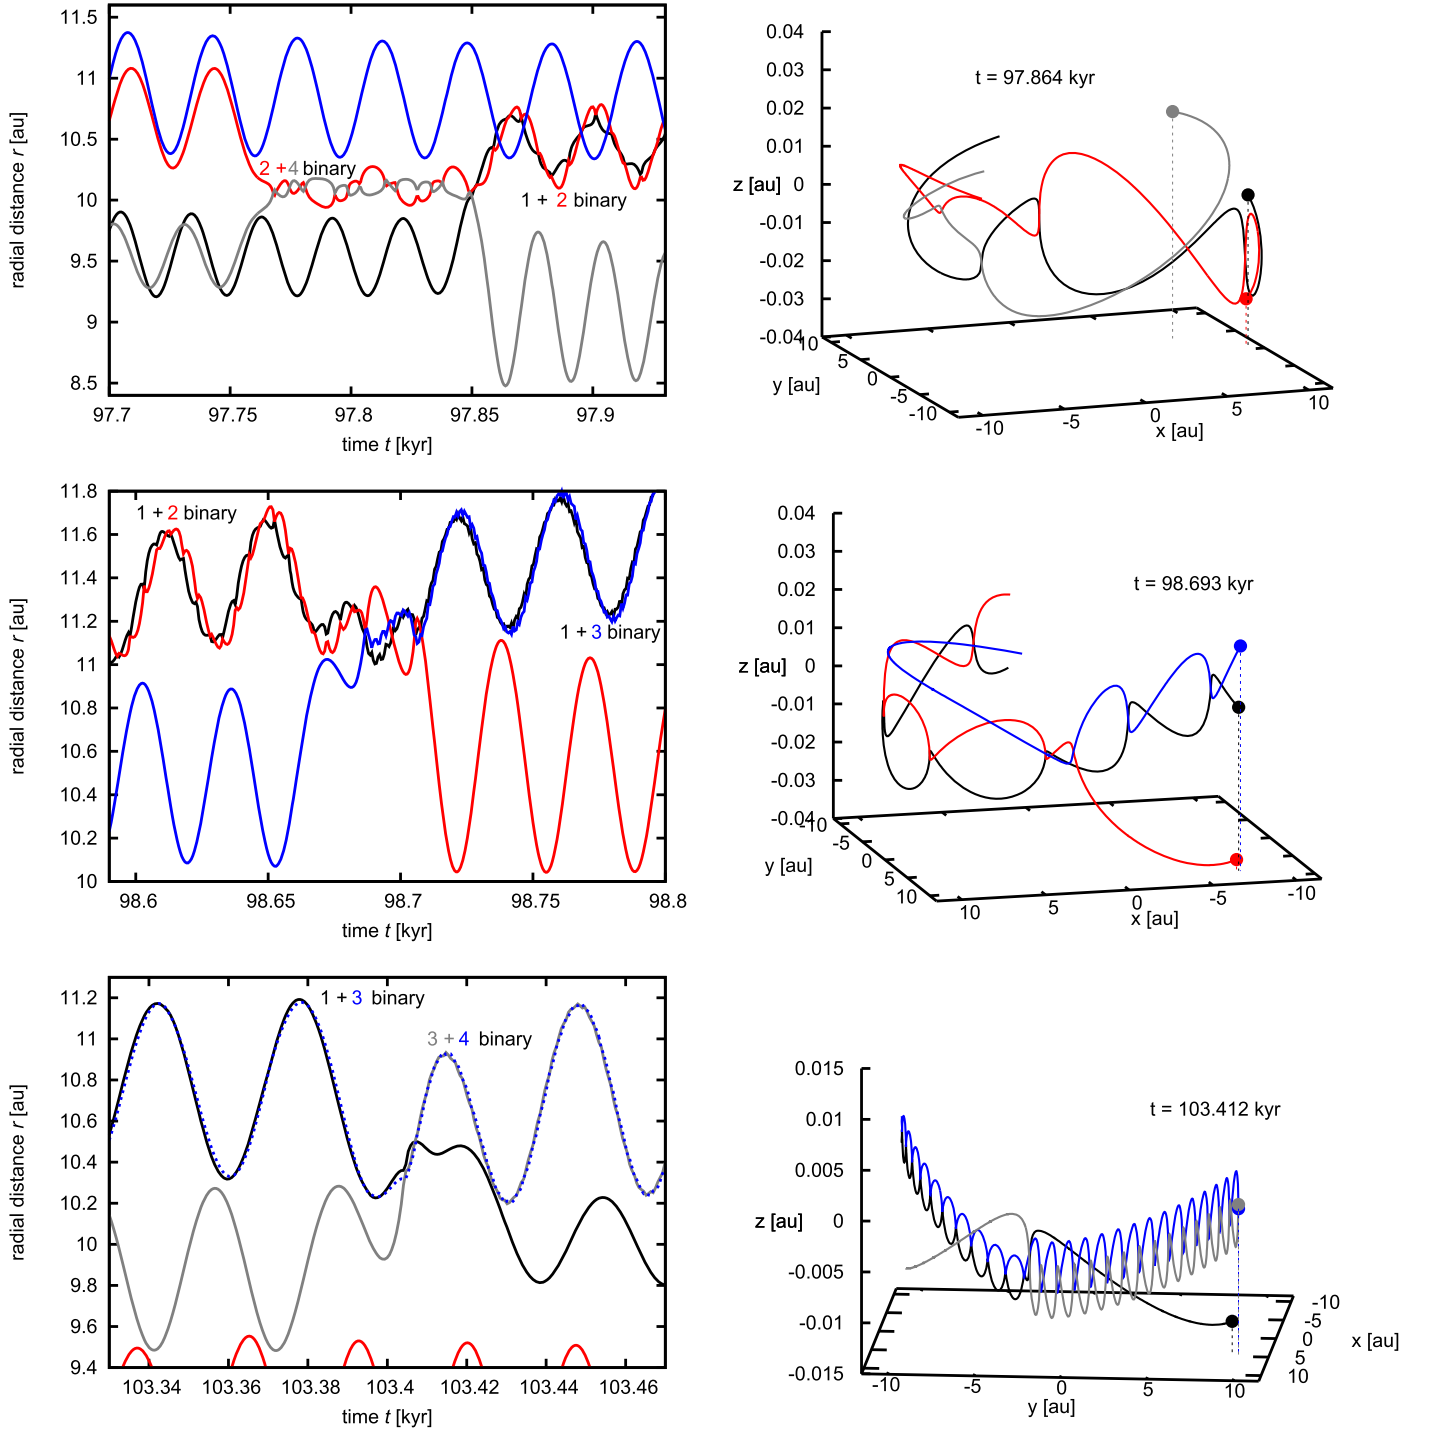 11.5
11
10.5
10
9.5
9
8.5
radial distance r [au]
2 +4 binary
1 + 2 binary
97.7 97.75 97.8 97.85 97.9
time t [kyr]
t = 97.864 kyr
0.04
0.03
0.02
0.01
0
-0.01
-0.02
-0.03
-0.04
z [au]
10
5
0
-5
-10
y [au]
-10 -5 0 5 10
x [au]
11.8
11.6
11.4
11.2
11
10.8
10.6
10.4
10.2
10
radial distance r [au]
1 + 2 binary
1 + 3 binary
98.6 98.65 98.7 98.75 98.8
time t [kyr]
t = 98.693 kyr
0.04
0.03
0.02
0.01
0
-0.01
-0.02
-0.03
-0.04
z [au]
-10
-5
0
5
10
y [au]
10 5 0 -5 -10
x [au]
11.2
11
10.8
10.6
10.4
10.2
10
9.8
9.6
9.4
radial distance r [au]
1 + 3 binary
3 + 4 binary
103.34 103.36 103.38 103.4 103.42 103.44 103.46
time t [kyr]
t = 103.412 kyr
0.015
0.01
0.005
0
-0.005
-0.01
-0.015
z [au]
-10
-5
0
5
10
x [au]
-10 -5 0 5 10
y [au]